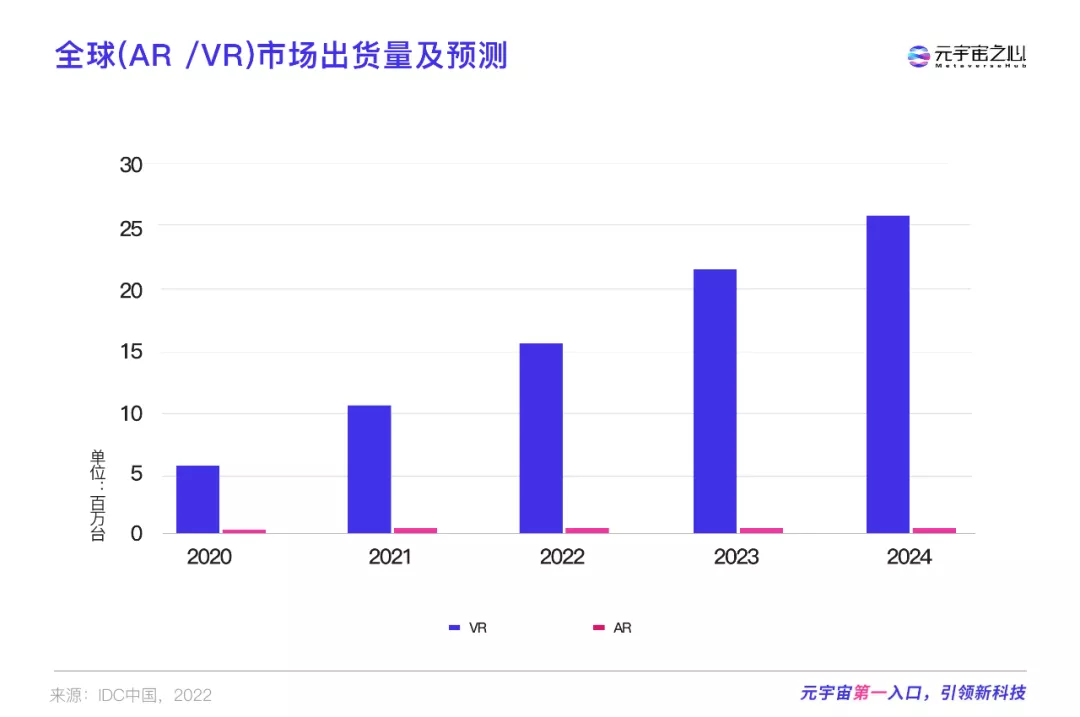 全球(AR /VR)市场出货量及预测
元宇宙之心
MetaverseHub
30
25
20
15
10
5
0
单位：百万台
2020 2021 2022 2023 2024
VR AR
来源：IDC中国，2022
元宇宙第一入口，引领新科技